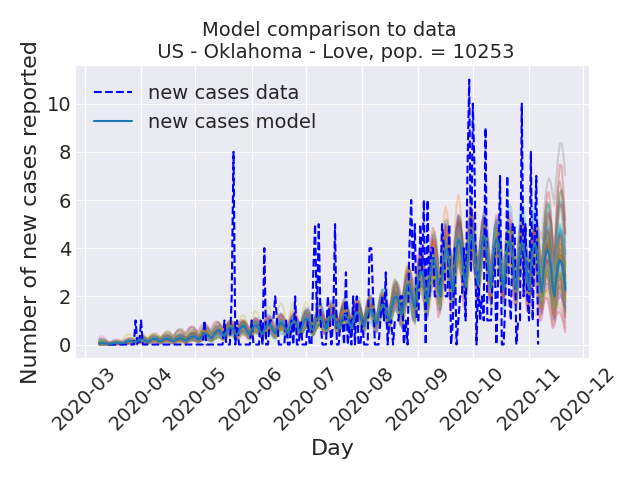 Model comparison to data
US - Oklahoma - Love, pop. = 10253
Number of new cases reported
10
8
6
4
2
0
new cases data
new cases model
2020-03
2020-04
2020-05
2020-06
2020-07
2020-08
2020-09
2020-10
2020-11
2020-12
Day